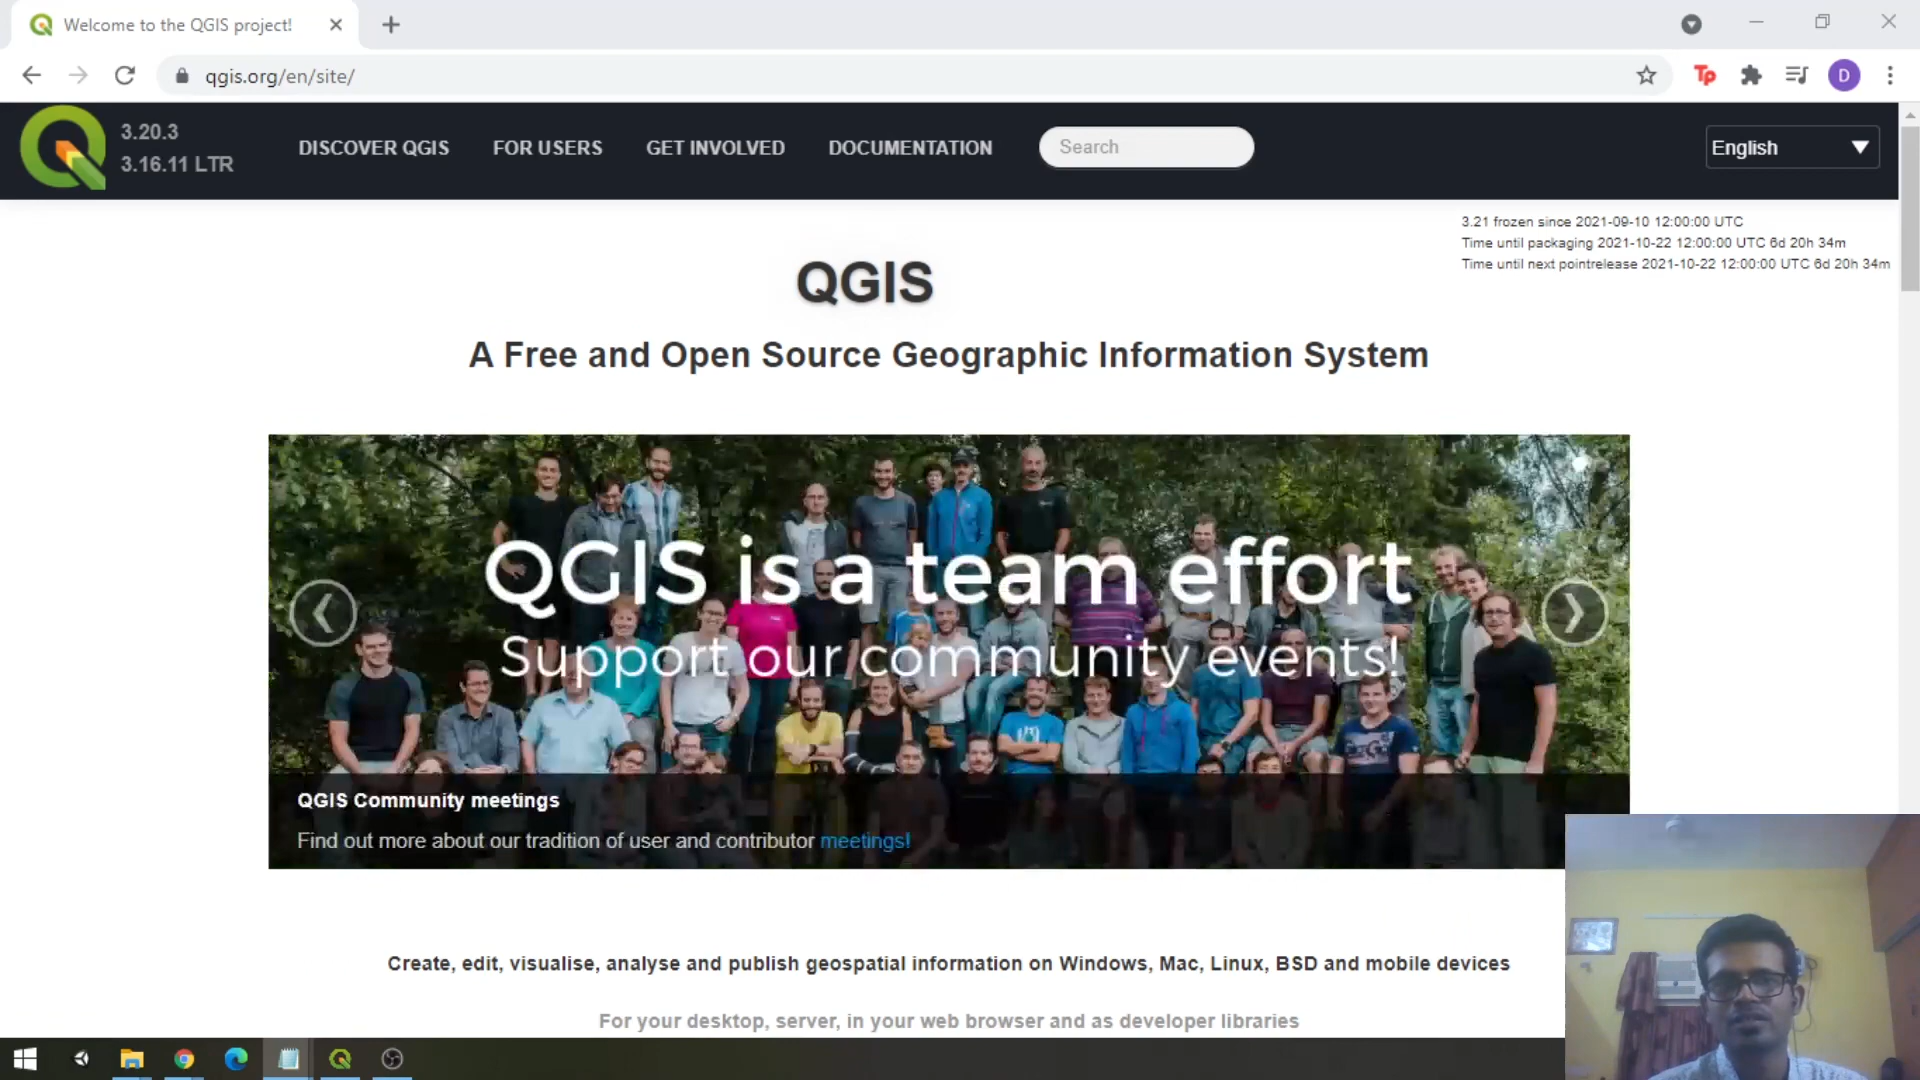 Welcome to the QGIS project!
qgis.org/en/site/
Tp
D
3.20.3
3.16.11 LTR
DISCOVER QGIS
FOR USERS
GET INVOLVED
DOCUMENTATION
Search
English
3.21 frozen since 2021-09-10 12:00:00 UTC
Time until packaging 2021-10-22 12:00:00 UTC 6d 20h 34m
Time until next pointrelease 2021-10-22 12:00:00 UTC 6d 20h 34m
QGIS
A Free and Open Source Geographic Information System
QGIS is a team effort
Support our community events!
QGIS Community meetings
Find out more about our tradition of user and contributor meetings!
Create, edit, visualise, analyse and publish geospatial information on Windows, Mac, Linux, BSD and mobile devices
For your desktop, server, in your web browser and as developer libraries